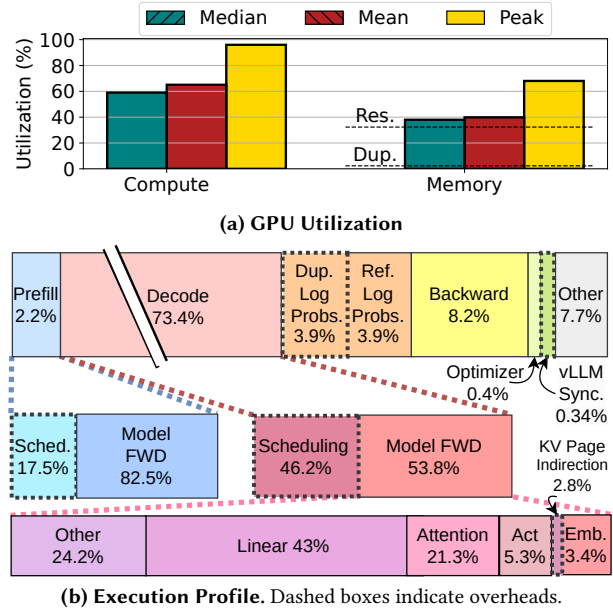 Median Mean Peak
Utilization (%)
100
80
60
40
20
0
Res.
Dup.
Compute Memory
(a) GPU Utilization
Prefill
2.2%
Decode
73.4%
Dup.
Log
Probs.
3.9%
Ref.
Log
Probs.
3.9%
Backward
8.2%
Other
7.7%
Optimizer
0.4%
vLLM
Sync.
0.34%
Sched.
17.5%
Model
FWD
82.5%
Scheduling
46.2%
Model FWD
53.8%
KV Page
Indirection
2.8%
Other
24.2%
Linear 43%
Attention
21.3%
Act
5.3%
Emb.
3.4%
(b) Execution Profile. Dashed boxes indicate overheads.